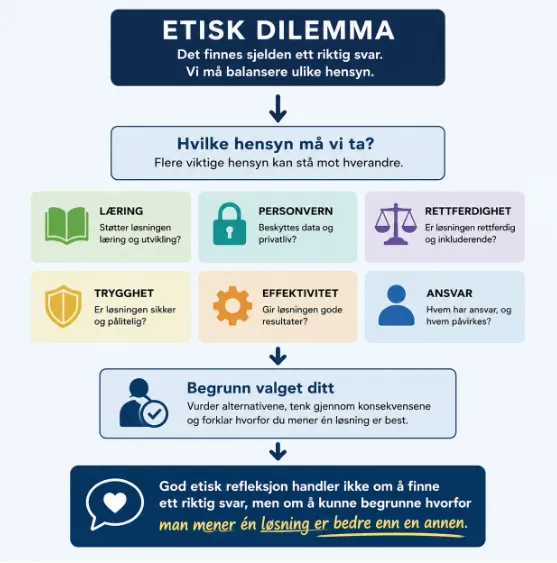 ETISK DILEMMA
Det finnes sjelden ett riktig svar.
Vi må balansere ulike hensyn.
Hvilke hensyn må vi ta?
Flere viktige hensyn kan stå mot hverandre.
LÆRING
Støtter løsningen
læring og utvikling?
PERSONVERN
Beskyttes data og
privatliv?
RETTFERDIGHET
Er løsningen rettferdig
og inkluderende?
TRYGGHET
Er løsningen sikker
og pålitelig?
EFFEKTIVITET
Gir løsningen gode
resultater?
ANSVAR
Hvem har ansvar, og
hvem påvirkes?
Begrunn valget ditt
Vurder alternativene, tenk gjennom konsekvensene
og forklar hvorfor du mener én løsning er best.
God etisk refleksjon handler ikke om å finne
ett riktig svar, men om å kunne begrunne hvorfor
man mener én løsning er bedre enn en annen.